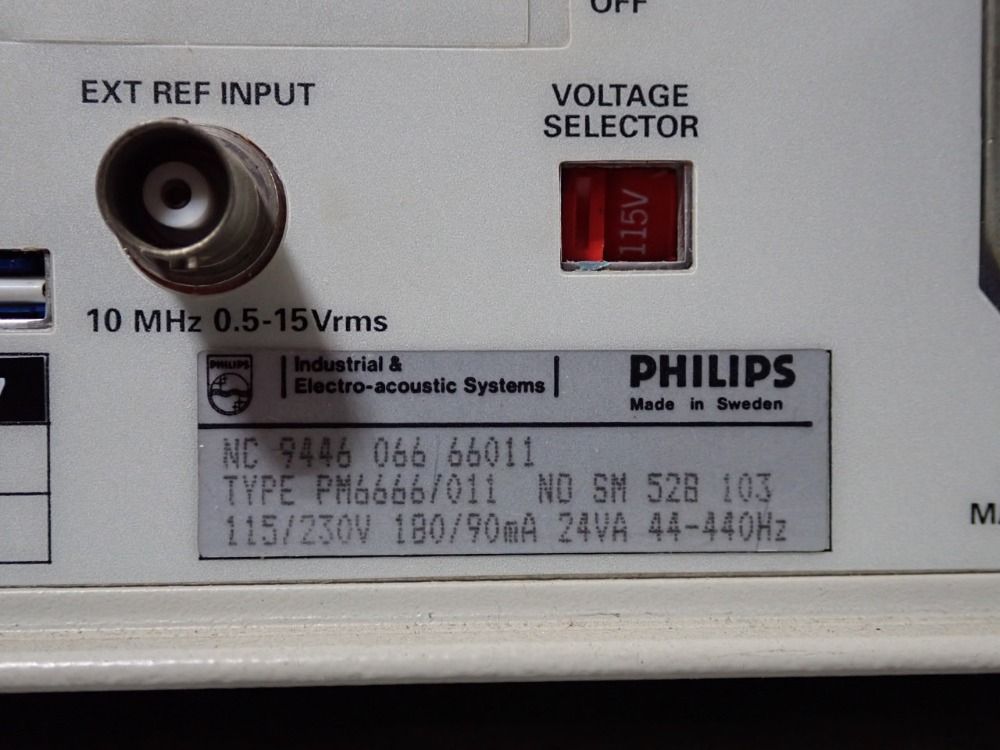 OFF
EXT REF INPUT
VOLTAGE
SELECTOR
115V
10 MHz 0.5-15Vrms
PHILIPS
Industrial &
Electro-acoustic Systems
PHILIPS
Made in Sweden
NC 9446 066 66011
TYPE PM6666/011 NO SM 528 103
115/230V 180/90mA 24VA 44-440Hz